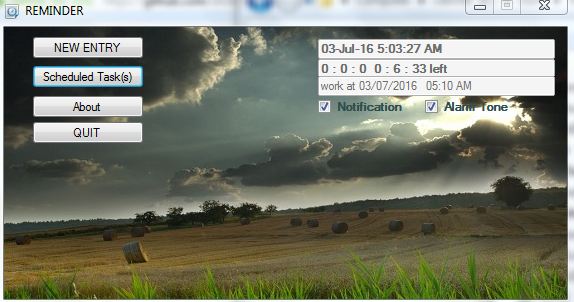 REMINDER
NEW ENTRY
Scheduled Task(s)
About
QUIT
03-Jul-16 5:03:27 AM
0 : 0 : 0 0 : 6 : 33 left
work at 03/07/2016 05:10 AM
Notification
Alarm Tone